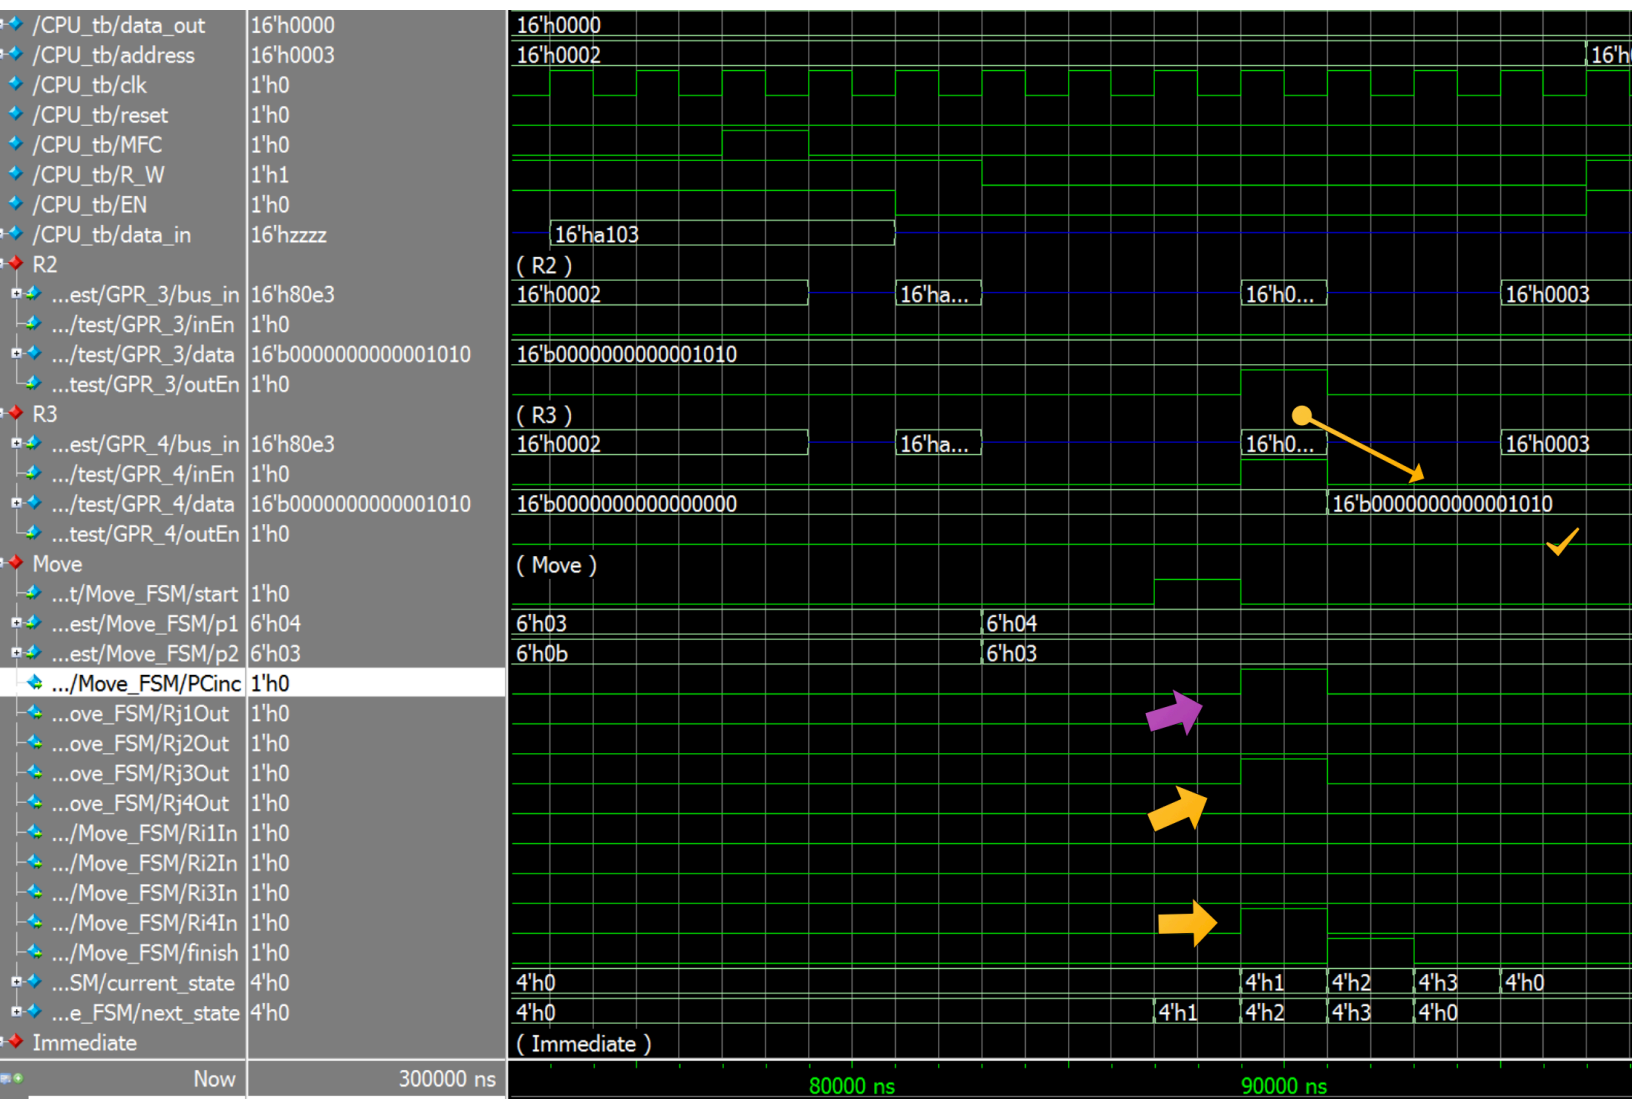 /CPU_tb/data_out 16'h0000 16'h0000
/CPU_tb/address 16'h0003 16'h0002 16'h
/CPU_tb/clk 1'h0
/CPU_tb/reset 1'h0
/CPU_tb/MFC 1'h0
/CPU_tb/R_W 1'h1
/CPU_tb/EN 1'h0
/CPU_tb/data_in 16'hzzzz 16'ha103
R2 ( R2 )
...est/GPR_3/bus_in 16'h80e3 16'h0002 16'ha... 16'h0... 16'h0003
.../test/GPR_3/inEn 1'h0
.../test/GPR_3/data 16'b0000000000001010 16'b0000000000001010
...test/GPR_3/outEn 1'h0
R3 ( R3 )
...est/GPR_4/bus_in 16'h80e3 16'h0002 16'ha... 16'h0... 16'h0003
.../test/GPR_4/inEn 1'h0
.../test/GPR_4/data 16'b0000000000001010 16'b0000000000000000 16'b0000000000001010
...test/GPR_4/outEn 1'h0
Move ( Move )
...t/Move_FSM/start 1'h0
...est/Move_FSM/p1 6'h04 6'h03 6'h04
...est/Move_FSM/p2 6'h03 6'h0b 6'h03
.../Move_FSM/PCinc 1'h0
...ove_FSM/Rj1Out 1'h0
...ove_FSM/Rj2Out 1'h0
...ove_FSM/Rj3Out 1'h0
...ove_FSM/Rj4Out 1'h0
.../Move_FSM/Ri1In 1'h0
.../Move_FSM/Ri2In 1'h0
.../Move_FSM/Ri3In 1'h0
.../Move_FSM/Ri4In 1'h0
.../Move_FSM/finish 1'h0
...SM/current_state 4'h0 4'h0 4'h1 4'h2 4'h3 4'h0
...e_FSM/next_state 4'h0 4'h0 4'h1 4'h2 4'h3 4'h0
Immediate ( Immediate )
Now 300000 ns 80000 ns 90000 ns